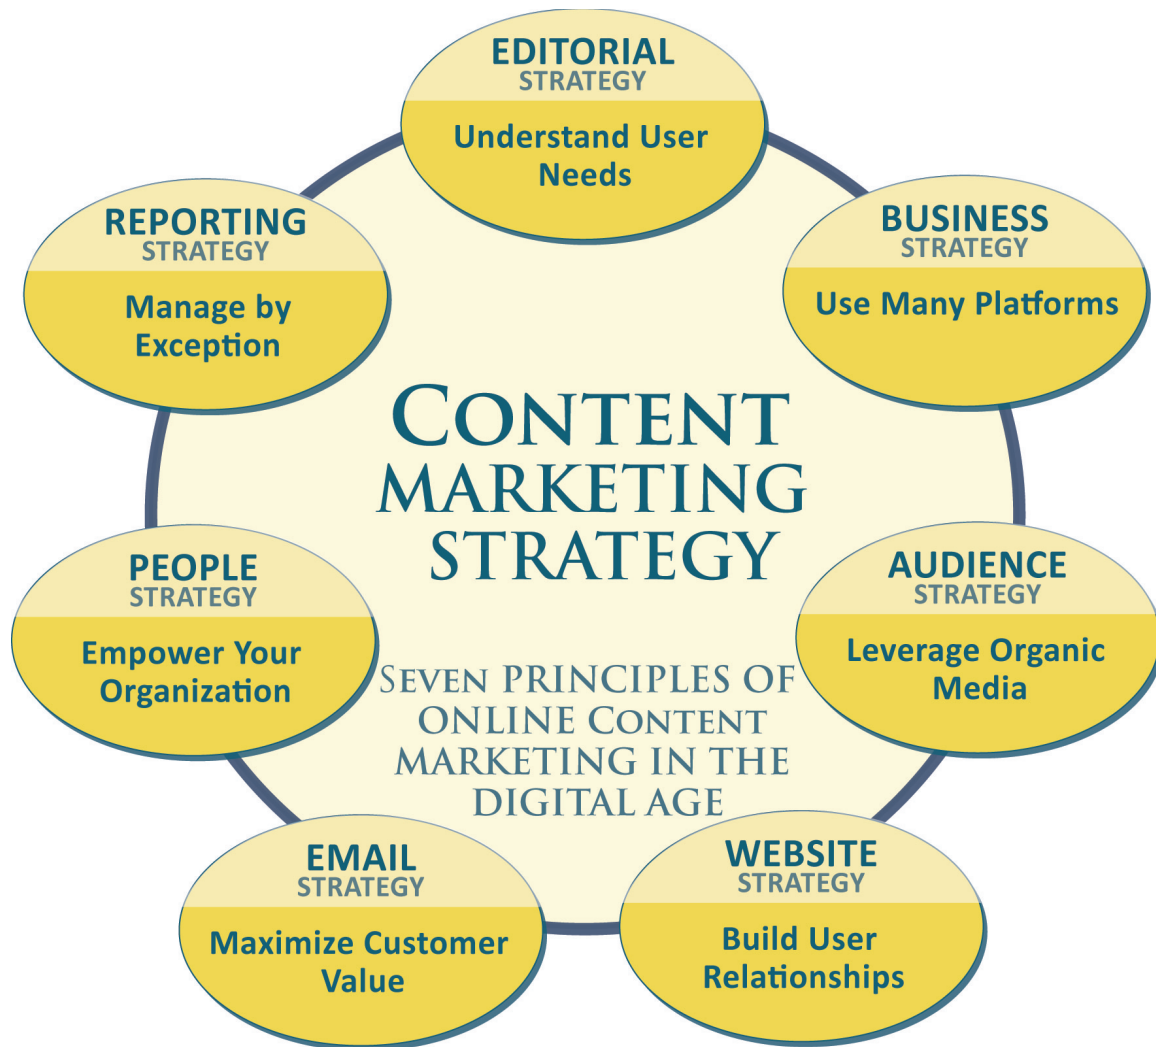 EDITORIAL
STRATEGY
Understand User
Needs
BUSINESS
STRATEGY
Use Many Platforms
AUDIENCE
STRATEGY
Leverage Organic
Media
WEBSITE
STRATEGY
Build User
Relationships
EMAIL
STRATEGY
Maximize Customer
Value
PEOPLE
STRATEGY
Empower Your
Organization
REPORTING
STRATEGY
Manage by
Exception
CONTENT
MARKETING
STRATEGY
SEVEN PRINCIPLES OF
ONLINE CONTENT
MARKETING IN THE
DIGITAL AGE